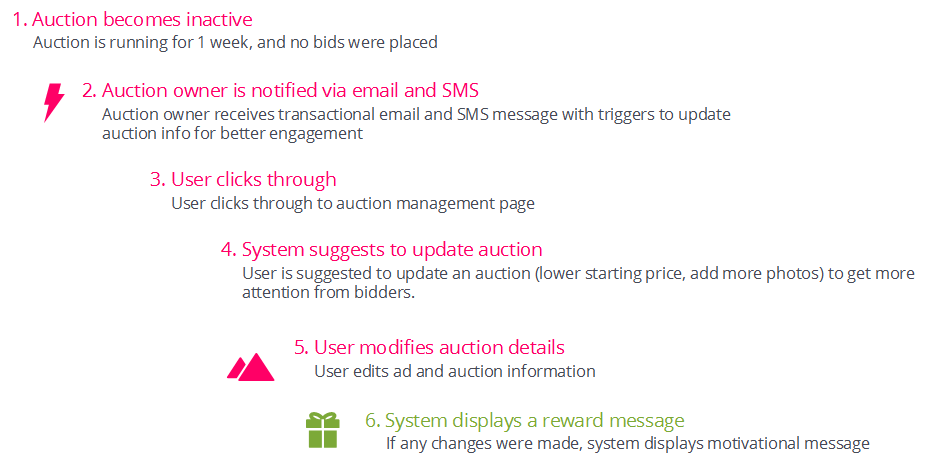 1. Auction becomes inactive
Auction is running for 1 week, and no bids were placed
2. Auction owner is notified via email and SMS
Auction owner receives transactional email and SMS message with triggers to update
auction info for better engagement
3. User clicks through
User clicks through to auction management page
4. System suggests to update auction
User is suggested to update an auction (lower starting price, add more photos) to get more
attention from bidders.
5. User modifies auction details
User edits ad and auction information
6. System displays a reward message
If any changes were made, system displays motivational message